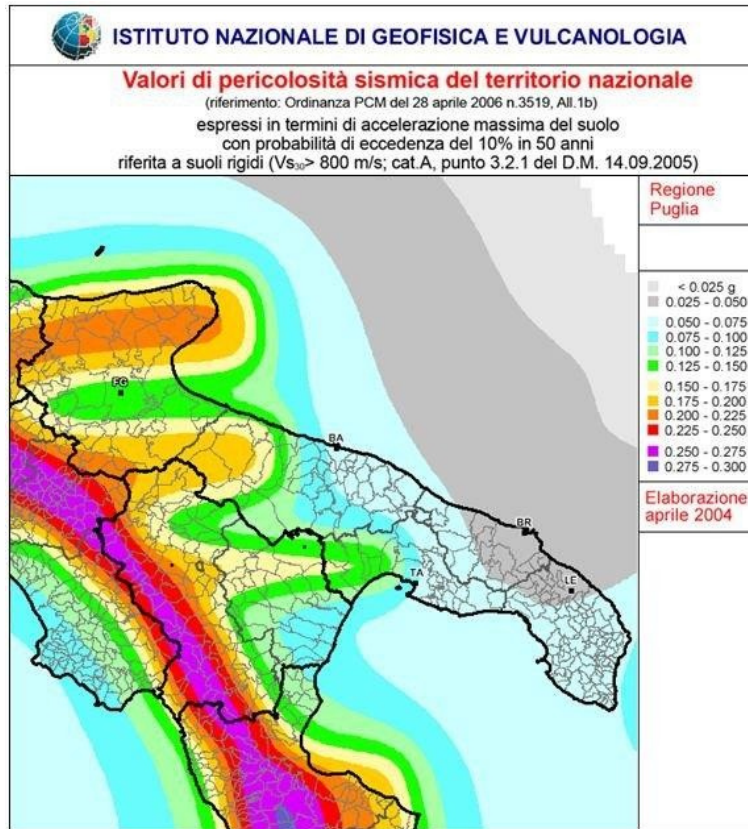 ISTITUTO NAZIONALE DI GEOFISICA E VULCANOLOGIA
Valori di pericolosità sismica del territorio nazionale
(riferimento: Ordinanza PCM del 28 aprile 2006 n.3519, All.1b)
espressi in termini di accelerazione massima del suolo
con probabilità di eccedenza del 10% in 50 anni
riferita a suoli rigidi (Vs₃₀> 800 m/s; cat.A, punto 3.2.1 del D.M. 14.09.2005)
Regione
Puglia
< 0.025 g
0.025 - 0.050
0.050 - 0.075
0.075 - 0.100
0.100 - 0.125
0.125 - 0.150
0.150 - 0.175
0.175 - 0.200
0.200 - 0.225
0.225 - 0.250
0.250 - 0.275
0.275 - 0.300
Elaborazione
aprile 2004
FG
BA
BR
TA
LE